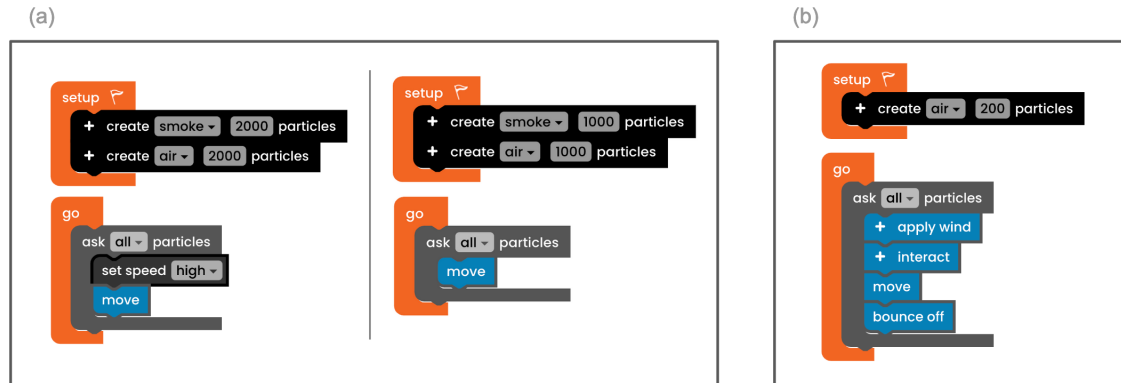 (a)
setup
+ create smoke 2000 particles
+ create air 2000 particles
go
ask all particles
set speed high
move
setup
+ create smoke 1000 particles
+ create air 1000 particles
go
ask all particles
move
(b)
setup
+ create air 200 particles
go
ask all particles
+ apply wind
+ interact
move
bounce off